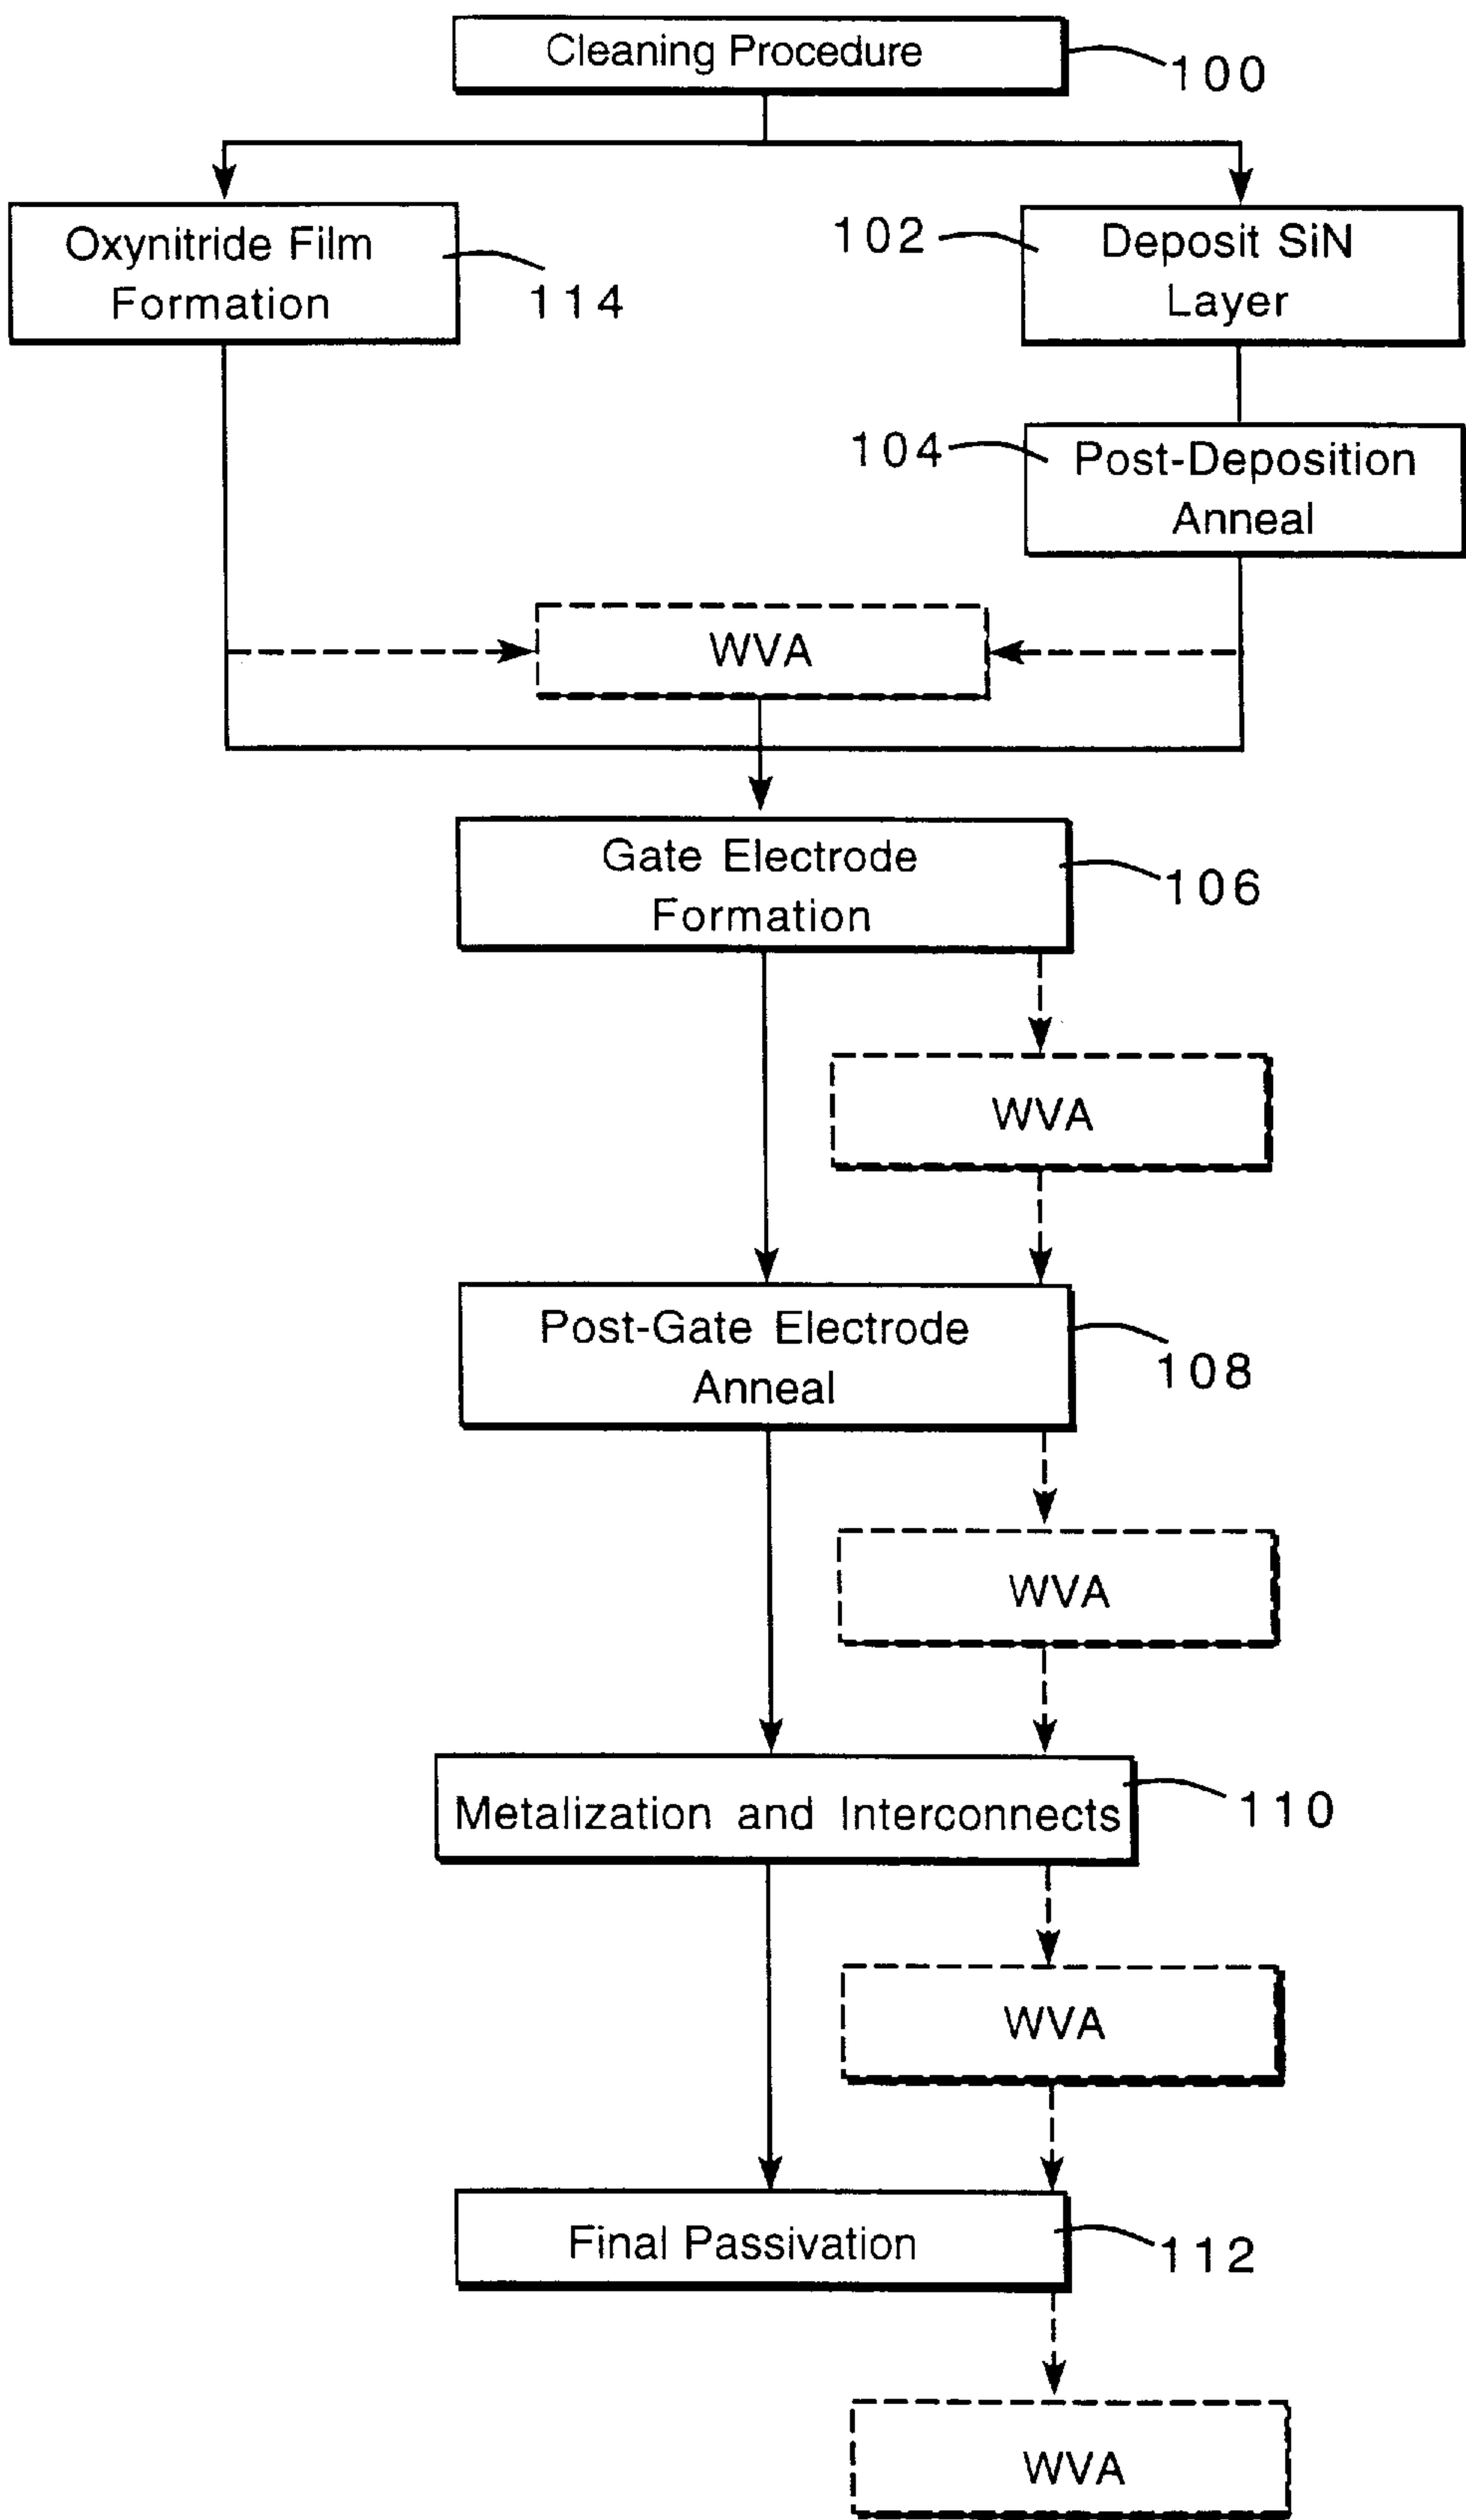 Cleaning Procedure
100
Oxynitride Film
Formation
114
102
Deposit SiN
Layer
104
Post-Deposition
Anneal
WVA
Gate Electrode
Formation
106
WVA
Post-Gate Electrode
Anneal
108
WVA
Metalization and Interconnects
110
WVA
Final Passivation
112
WVA